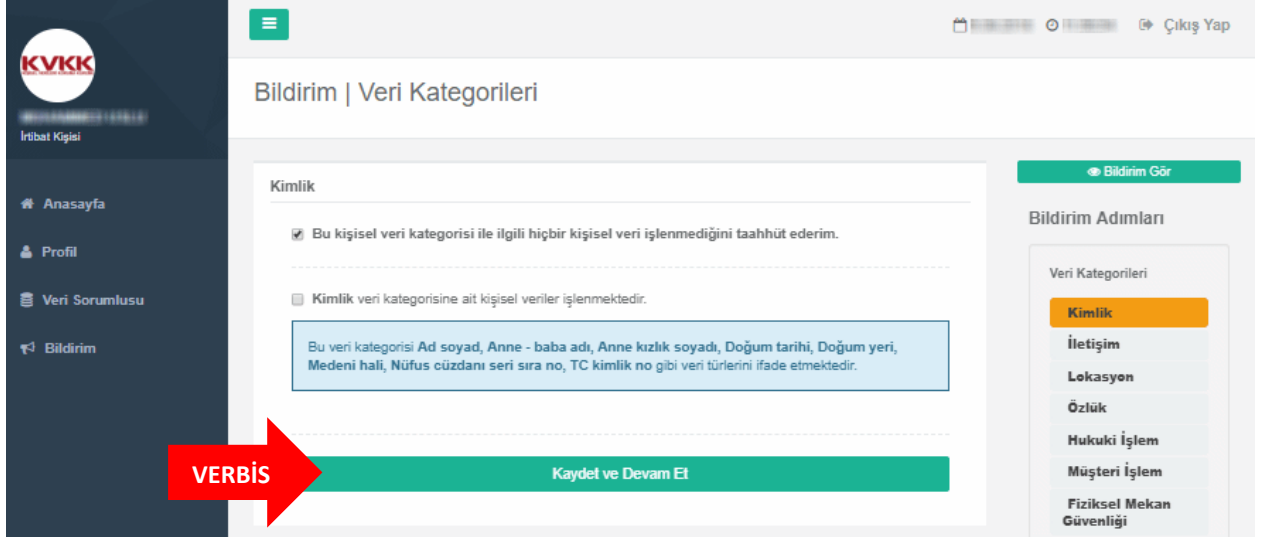 Çıkış Yap
KVKK
İrtibat Kişisi
Anasayfa
Profil
Veri Sorumlusu
Bildirim
Bildirim | Veri Kategorileri
Kimlik
Bu kişisel veri kategorisi ile ilgili hiçbir kişisel veri işlenmediğini taahhüt ederim.
Kimlik veri kategorisine ait kişisel veriler işlenmektedir.
Bu veri kategorisi Ad soyad, Anne - baba adı, Anne kızlık soyadı, Doğum tarihi, Doğum yeri,
Medeni hali, Nüfus cüzdanı seri sıra no, TC kimlik no gibi veri türlerini ifade etmektedir.
VERBİS
Kaydet ve Devam Et
Bildirim Gör
Bildirim Adımları
Veri Kategorileri
Kimlik
İletişim
Lokasyon
Özlük
Hukuki İşlem
Müşteri İşlem
Fiziksel Mekan
Güvenliği